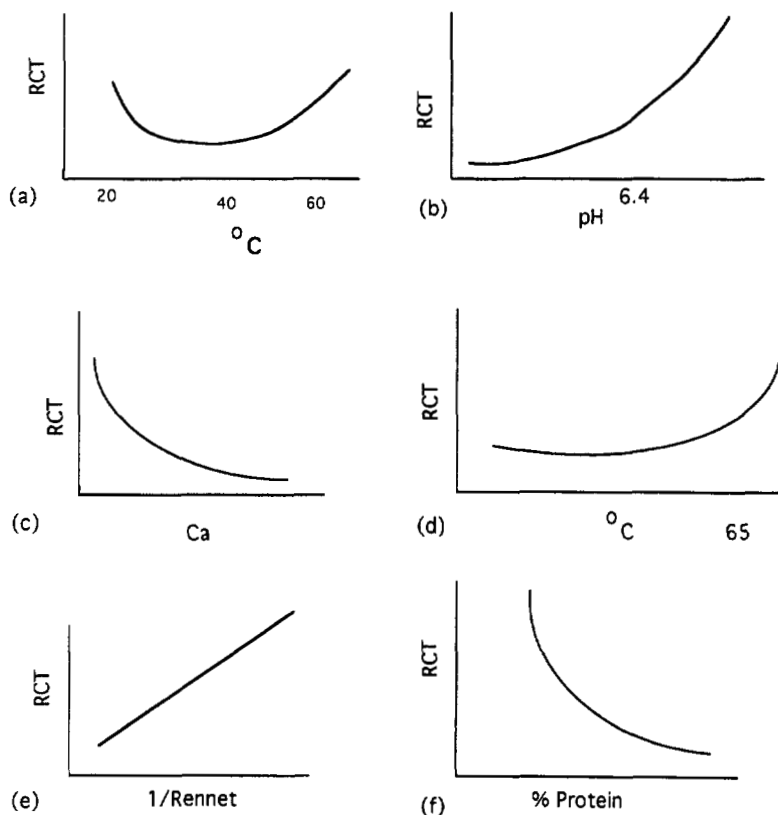 RCT
(a)
20
40
60
°C
RCT
(b)
6.4
pH
RCT
(c)
Ca
RCT
(d)
°C
65
RCT
(e)
1/Rennet
RCT
(f)
% Protein